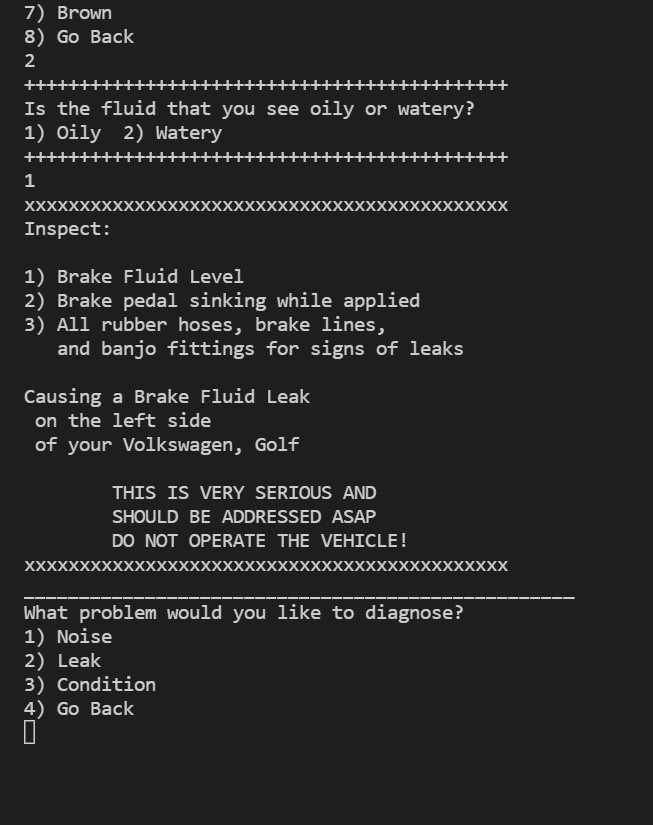 7) Brown
8) Go Back
2
++++++++++++++++++++++++++++++++++++++++++++
Is the fluid that you see oily or watery?
1) Oily  2) Watery
++++++++++++++++++++++++++++++++++++++++++++
1
xxxxxxxxxxxxxxxxxxxxxxxxxxxxxxxxxxxxxxxxxxxx
Inspect:

1) Brake Fluid Level
2) Brake pedal sinking while applied
3) All rubber hoses, brake lines,
   and banjo fittings for signs of leaks

Causing a Brake Fluid Leak
 on the left side
 of your Volkswagen, Golf

        THIS IS VERY SERIOUS AND
        SHOULD BE ADDRESSED ASAP
        DO NOT OPERATE THE VEHICLE!
xxxxxxxxxxxxxxxxxxxxxxxxxxxxxxxxxxxxxxxxxxxx
__________________________________________________
What problem would you like to diagnose?
1) Noise
2) Leak
3) Condition
4) Go Back